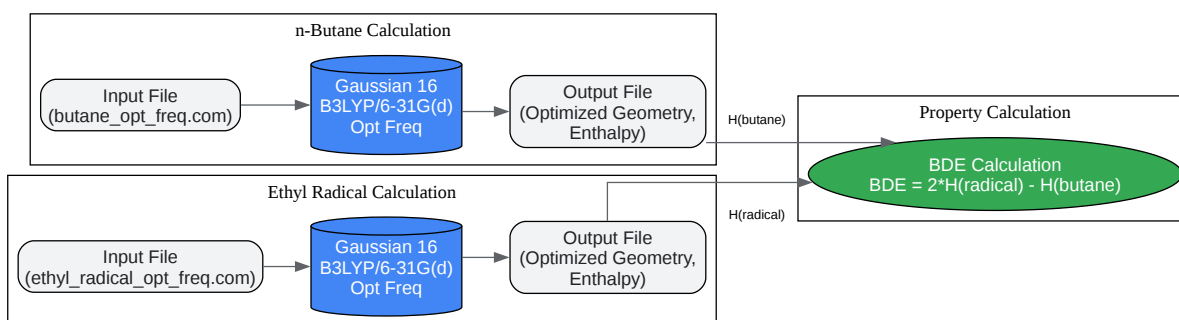 n-Butane Calculation
Input File
(butane_opt_freq.com)
Gaussian 16
B3LYP/6-31G(d)
Opt Freq
Output File
(Optimized Geometry,
Enthalpy)
H(butane)
Ethyl Radical Calculation
Input File
(ethyl_radical_opt_freq.com)
Gaussian 16
B3LYP/6-31G(d)
Opt Freq
Output File
(Optimized Geometry,
Enthalpy)
H(radical)
Property Calculation
BDE Calculation
BDE = 2*H(radical) - H(butane)